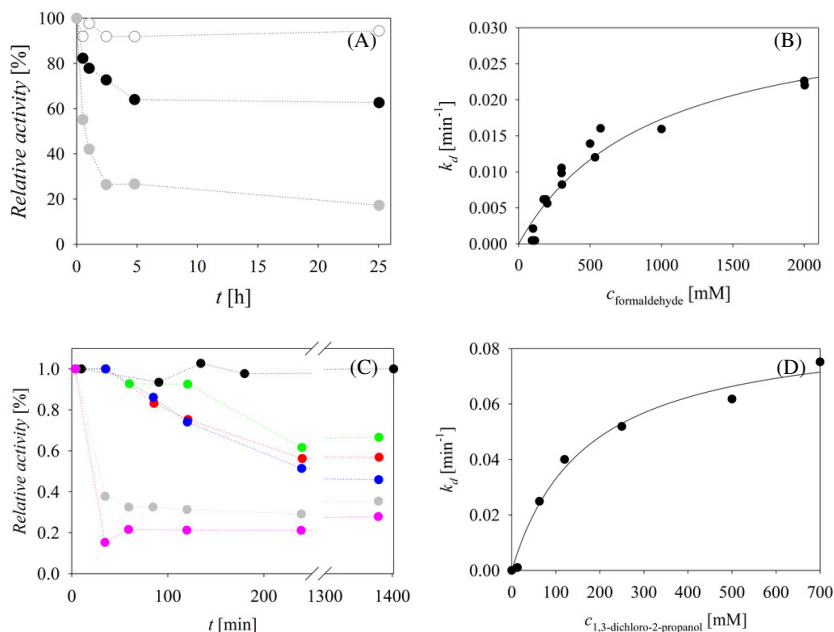 (A)
Relative activity [%]
100
80
60
40
20
0
0 5 10 15 20 25
t [h]
(B)
k_d [min⁻¹]
0.030
0.025
0.020
0.015
0.010
0.005
0.000
0 500 1000 1500 2000
c_formaldehyde [mM]
(C)
Relative activity [%]
1.0
0.8
0.6
0.4
0.2
0.0
0 100 200 1300 1400
t [min]
(D)
k_d [min⁻¹]
0.08
0.06
0.04
0.02
0.00
0 100 200 300 400 500 600 700
c_1,3-dichloro-2-propanol [mM]